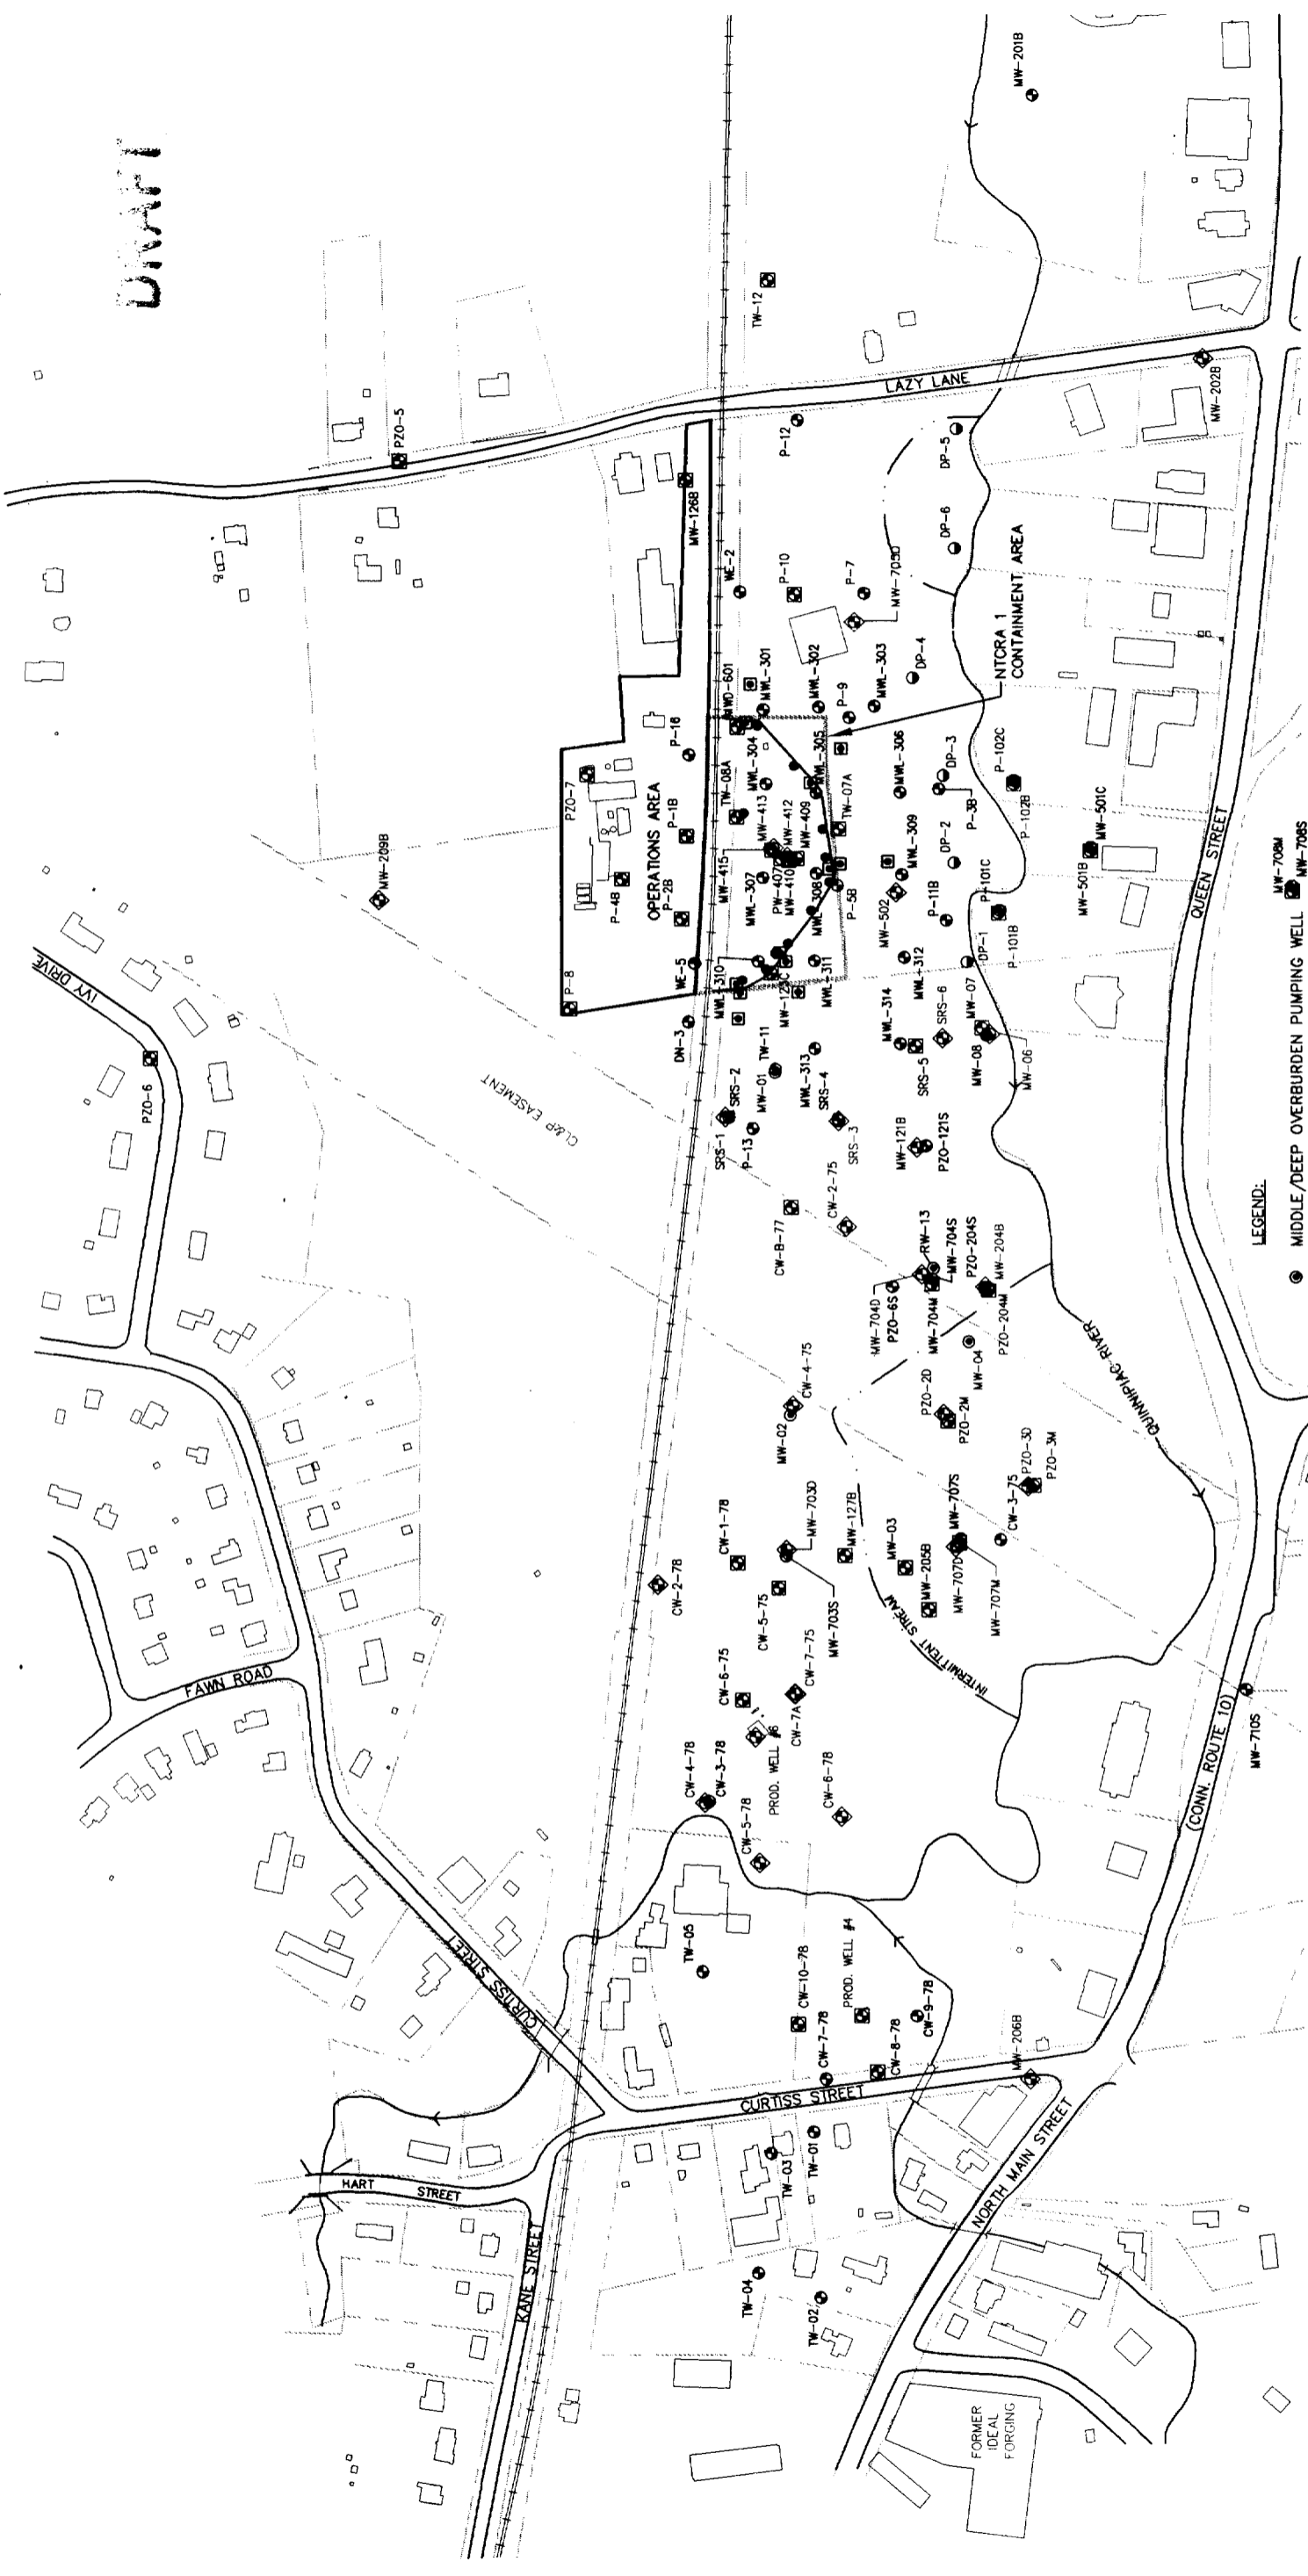 DRAFT
PZO-5
TW-12
MW-201B
LAZY LANE
MW-202B
P-12
DP-5
DP-6
MW-126B
WE-2
P-10
P-7
MW-705D
NTCRA 1
CONTAINMENT AREA
MWD-601
MWL-301
MWL-302
P-9
MWL-303
DP-4
PZO-7
OPERATIONS AREA
P-16
P-1B
P-4B
P-2B
P-8
WE-5
DN-3
MW-209B
TW-08A
MWL-304
MWL-305
MWL-306
DP-3
P-3B
P-102C
P-102B
MW-415
MW-413
MW-412
MW-409
TW-07A
MWL-307
PW-407
MW-410
MWL-308
P-5B
MWL-309
DP-2
MW-502
P-11B
P-101C
P-101B
DP-1
MW-501B
MW-501C
MWL-310
MW-123C
MWL-311
MWL-312
MWL-314
SRS-6
SRS-5
MW-07
MW-08
MW-06
TW-11
MW-01
MWL-313
SRS-4
SRS-3
SRS-2
SRS-1
P-13
MW-121B
PZO-121S
IVY DRIVE
PZO-6
CL&P EASEMENT
CW-B-77
CW-2-75
RW-13
MW-704S
MW-704D
PZO-6S
MW-704M
PZO-204S
MW-204B
PZO-204M
MW-04
PZO-2D
PZO-2M
QUINNIPIAC RIVER
QUEEN STREET
CW-4-75
MW-02
PZO-3D
PZO-3M
CW-3-75
CW-1-78
CW-2-78
MW-703D
MW-703S
MW-127B
CW-5-75
MW-03
MW-205B
MW-707S
MW-707D
MW-707M
INTERMITTENT STREAM
FAWN ROAD
CW-6-75
CW-7-75
CW-7A
PROD. WELL #6
CW-4-78
CW-3-78
CW-5-78
CW-6-78
MW-710S
(CONN. ROUTE 10)
CURTISS STREET
TW-05
CW-10-78
PROD. WELL #4
CW-7-78
CW-8-78
CW-9-78
MW-206B
CURTISS STREET
TW-03
TW-01
TW-04
TW-02
HART STREET
KANE STREET
NORTH MAIN STREET
FORMER
IDEAL
FORGING
LEGEND:
MIDDLE/DEEP OVERBURDEN PUMPING WELL
MW-708M
MW-708S